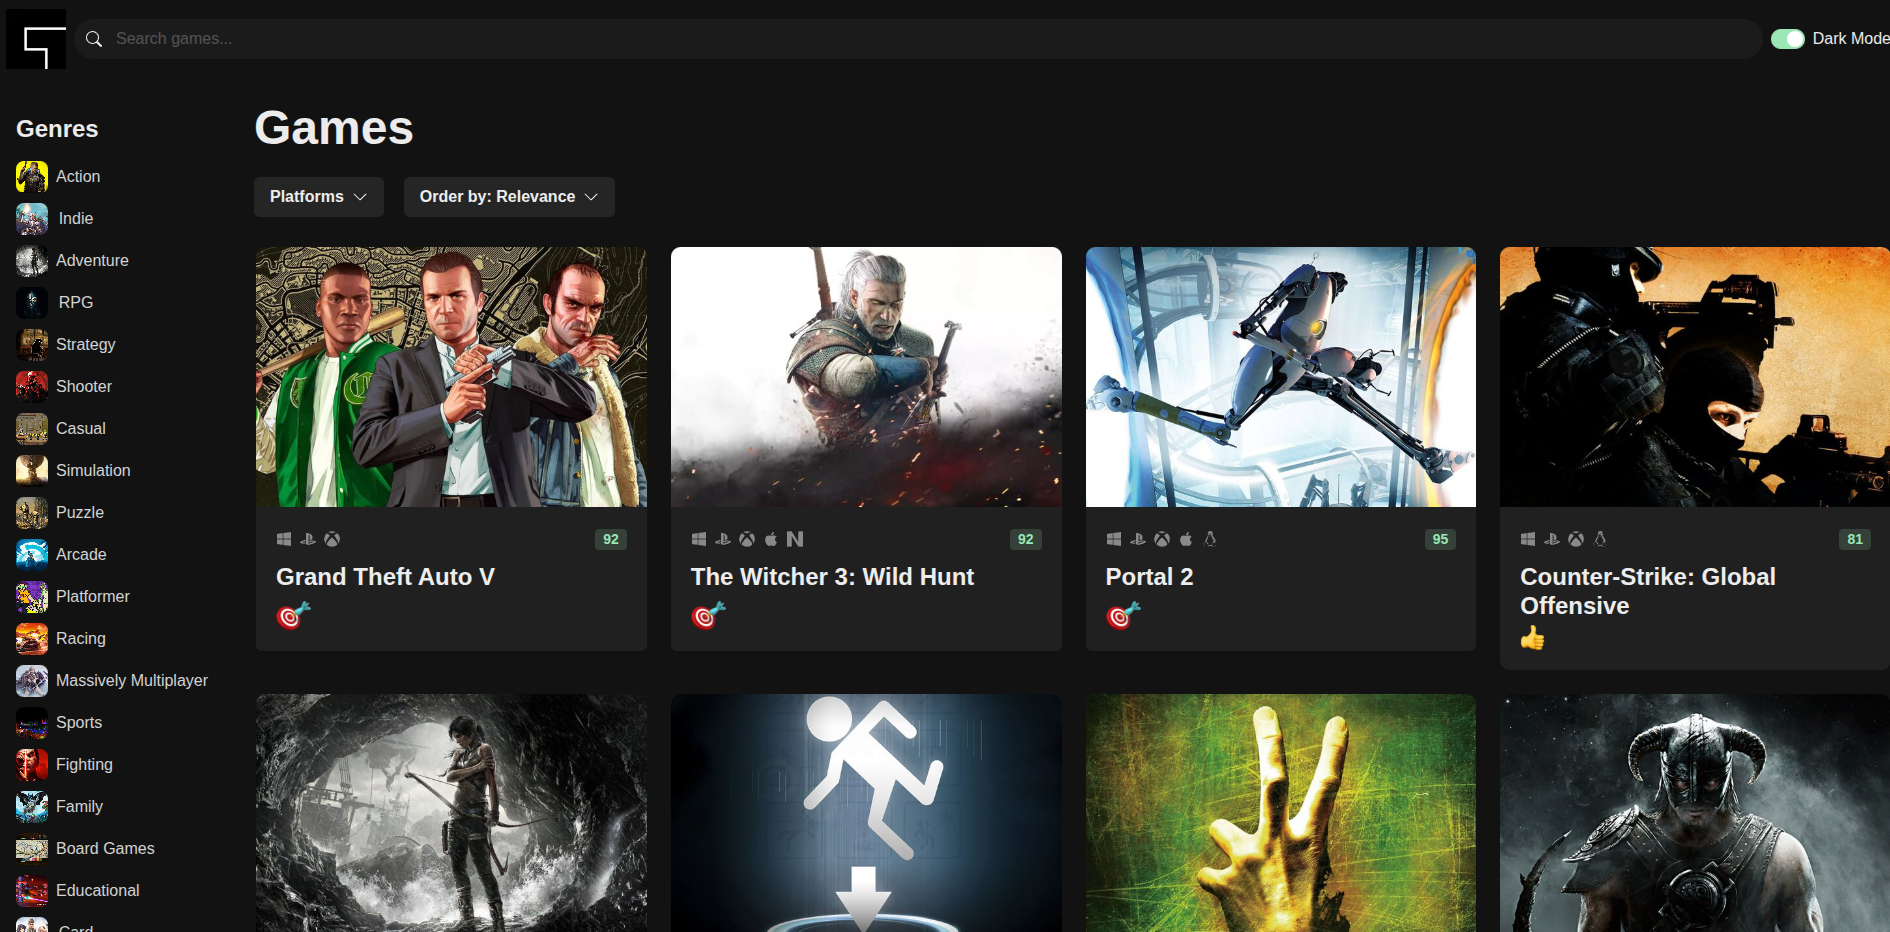 Search games...
Dark Mode
Genres
Action
Indie
Adventure
RPG
Strategy
Shooter
Casual
Simulation
Puzzle
Arcade
Platformer
Racing
Massively Multiplayer
Sports
Fighting
Family
Board Games
Educational
Card
Games
Platforms
Order by: Relevance
92
Grand Theft Auto V
92
The Witcher 3: Wild Hunt
95
Portal 2
81
Counter-Strike: Global
Offensive